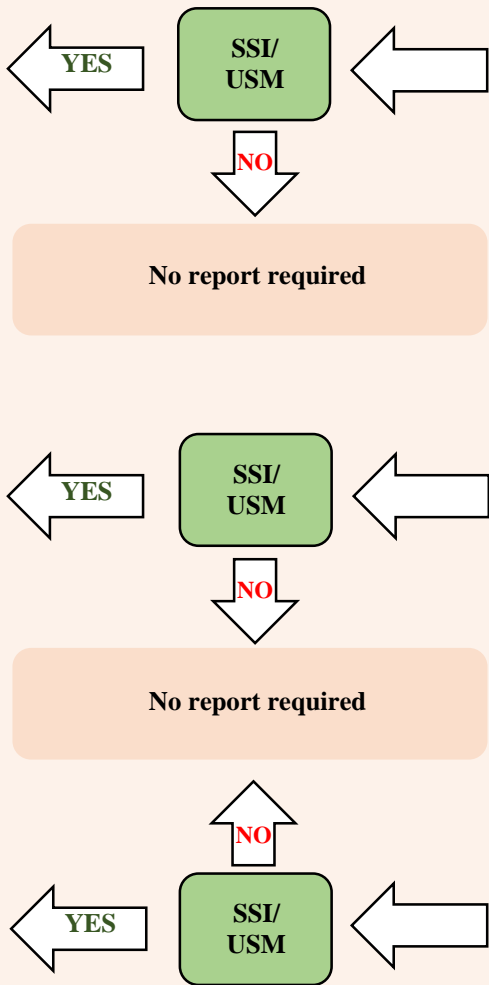 YES
SSI/
USM
NO
No report required
YES
SSI/
USM
NO
No report required
NO
YES
SSI/
USM